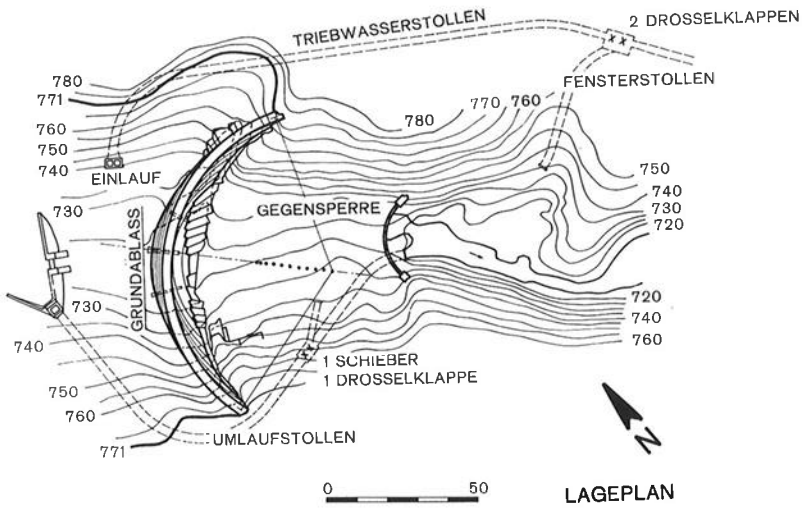 2 DROSSELKLAPPEN
TRIEBWASSERSTOLLEN
FENSTERSTOLLEN
780
771
760
750
740
EINLAUF
730
780
770
760
750
740
730
720
GEGENSPERRE
GRUNDABLASS
730
740
750
760
771
720
740
760
1 SCHIEBER
1 DROSSELKLAPPE
UMLAUFSTOLLEN
N
0 50
LAGEPLAN